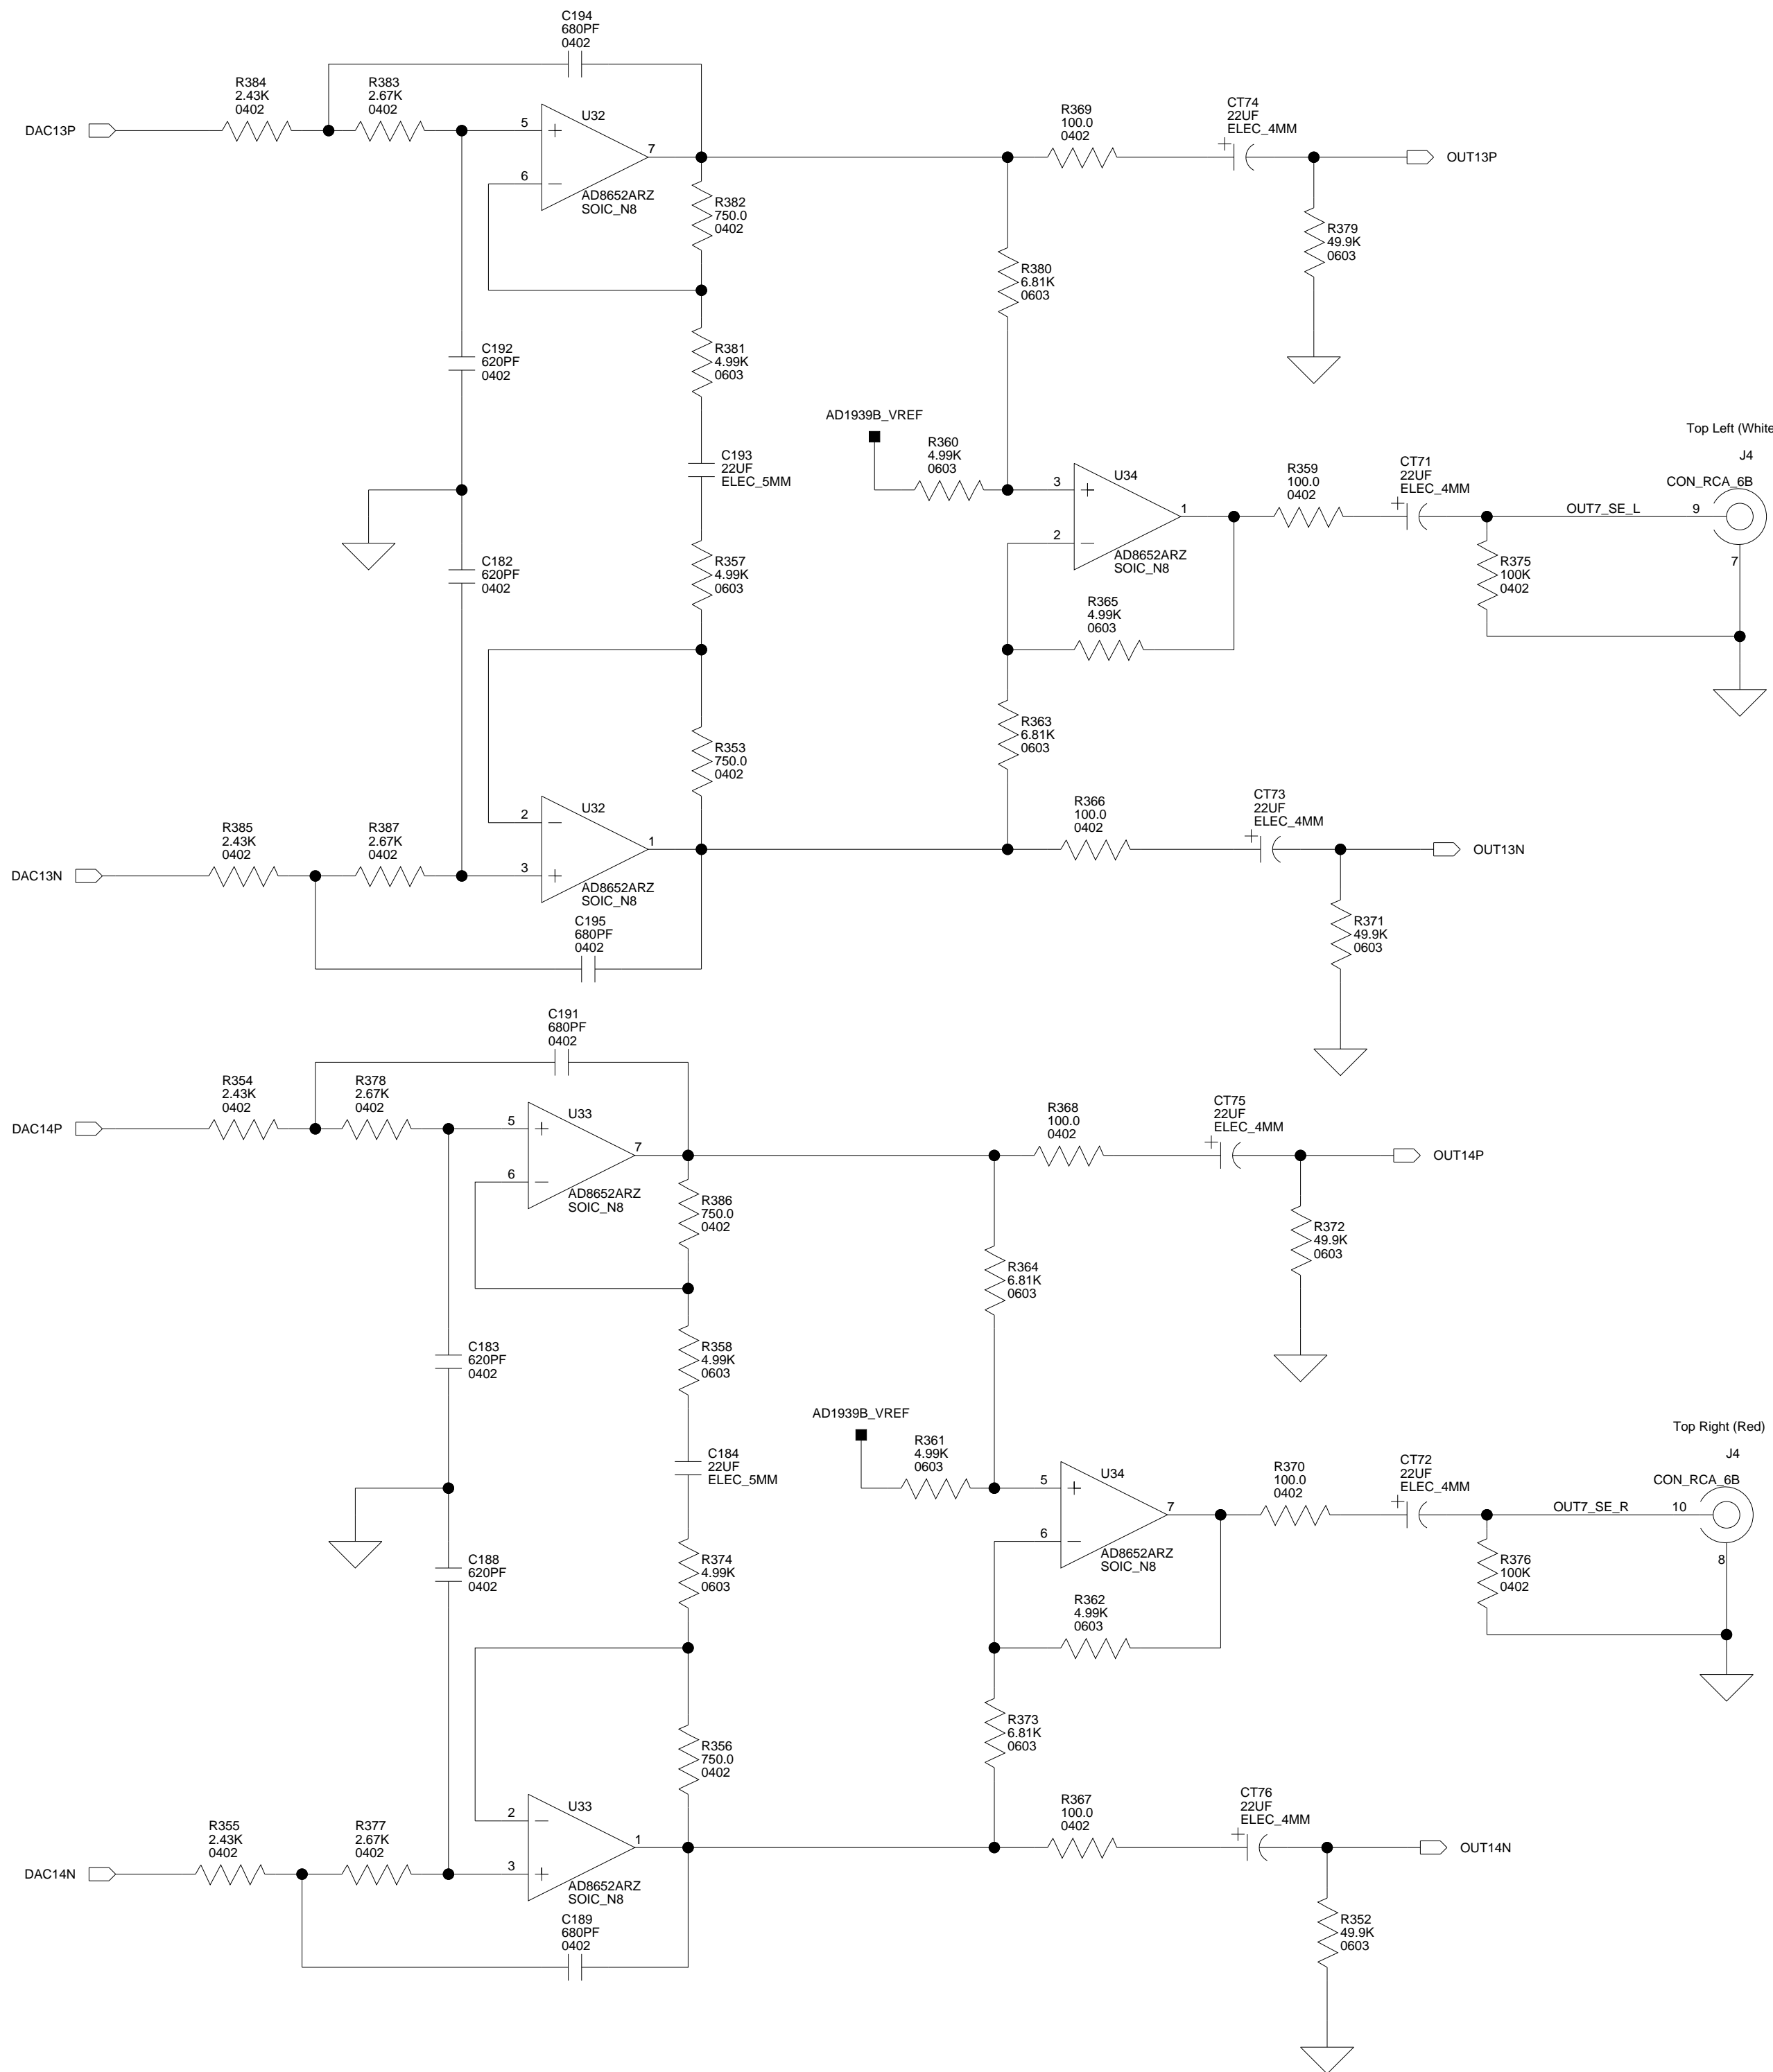 C194
680PF
0402
R384
2.43K
0402
R383
2.67K
0402
DAC13P
5
U32
7
6
AD8652ARZ
SOIC_N8
R382
750.0
0402
R369
100.0
0402
CT74
22UF
ELEC_4MM
+
OUT13P
R379
49.9K
0603
R380
6.81K
0603
C192
620PF
0402
R381
4.99K
0603
AD1939B_VREF
R360
4.99K
0603
C193
22UF
ELEC_5MM
3
U34
1
2
AD8652ARZ
SOIC_N8
R359
100.0
0402
CT71
22UF
ELEC_4MM
+
Top Left (White
J4
CON_RCA_6B
OUT7_SE_L
9
7
R375
100K
0402
C182
620PF
0402
R357
4.99K
0603
R365
4.99K
0603
R363
6.81K
0603
R353
750.0
0402
2
U32
1
3
AD8652ARZ
SOIC_N8
R385
2.43K
0402
R387
2.67K
0402
DAC13N
R366
100.0
0402
CT73
22UF
ELEC_4MM
+
OUT13N
R371
49.9K
0603
C195
680PF
0402
C191
680PF
0402
R354
2.43K
0402
R378
2.67K
0402
DAC14P
5
U33
7
6
AD8652ARZ
SOIC_N8
R386
750.0
0402
R368
100.0
0402
CT75
22UF
ELEC_4MM
+
OUT14P
R372
49.9K
0603
R364
6.81K
0603
C183
620PF
0402
R358
4.99K
0603
AD1939B_VREF
R361
4.99K
0603
C184
22UF
ELEC_5MM
5
U34
7
6
AD8652ARZ
SOIC_N8
R370
100.0
0402
CT72
22UF
ELEC_4MM
+
Top Right (Red)
J4
CON_RCA_6B
OUT7_SE_R
10
8
R376
100K
0402
C188
620PF
0402
R374
4.99K
0603
R362
4.99K
0603
R373
6.81K
0603
R356
750.0
0402
2
U33
1
3
AD8652ARZ
SOIC_N8
R355
2.43K
0402
R377
2.67K
0402
DAC14N
R367
100.0
0402
CT76
22UF
ELEC_4MM
+
OUT14N
R352
49.9K
0603
C189
680PF
0402